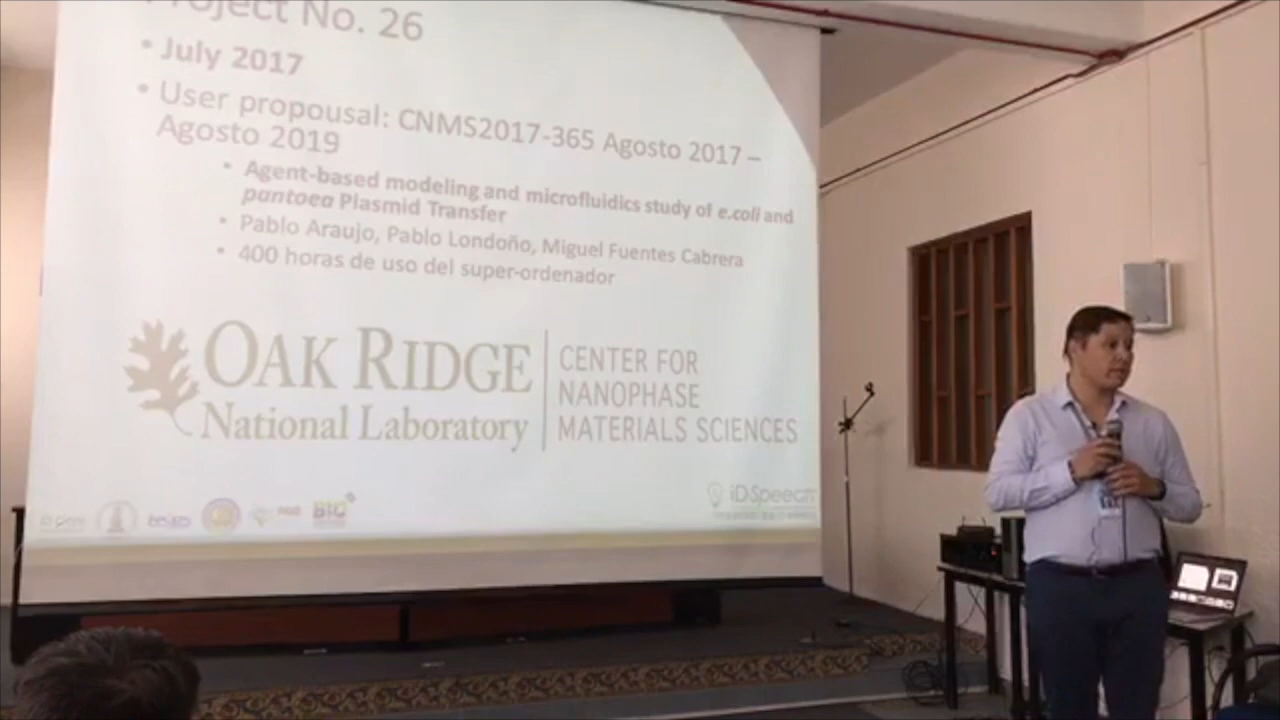 Project No. 26
• July 2017
• User propousal: CNMS2017-365 Agosto 2017 –
Agosto 2019
• Agent-based modeling and microfluidics study of e.coli and
pantoea Plasmid Transfer
• Pablo Araujo, Pablo Londoño, Miguel Fuentes Cabrera
• 400 horas de uso del super-ordenador
OAK RIDGE
National Laboratory
CENTER FOR
NANOPHASE
MATERIALS SCIENCES
iDSpeech